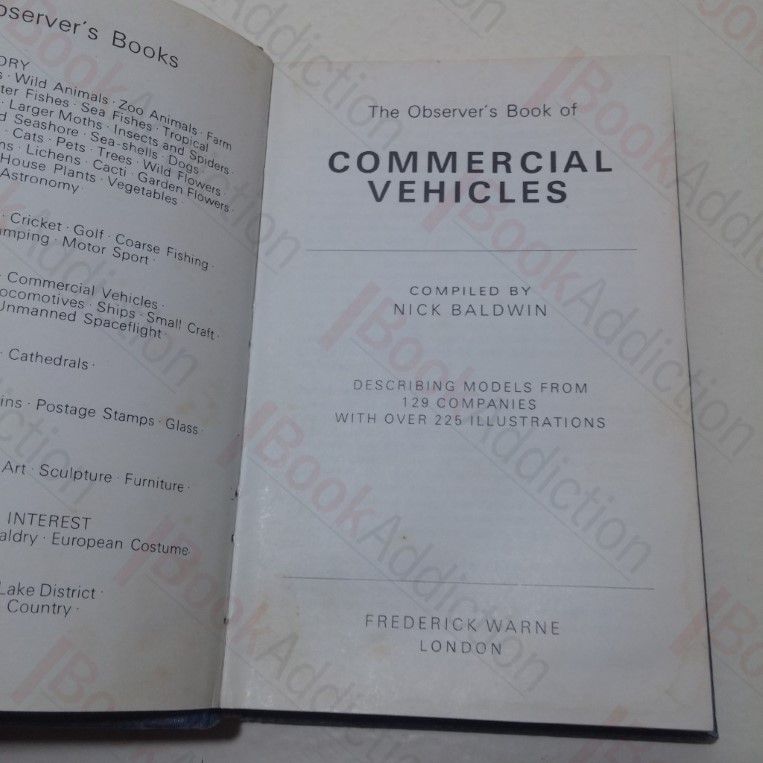 Observer's Books
ORY
Wild Animals · Zoo Animals · Farm
ter Fishes · Sea Fishes · Tropical
Larger Moths · Insects and Spiders ·
d Seashore · Sea-shells · Dogs
· Cats · Pets · Trees · Wild Flowers ·
ns · Lichens · Cacti · Garden Flowers ·
House Plants · Vegetables ·
Astronomy
· Cricket · Golf · Coarse Fishing ·
mping · Motor Sport ·
· Commercial Vehicles ·
ocomotives · Ships · Small Craft ·
Unmanned Spaceflight ·
· Cathedrals ·
ins · Postage Stamps · Glass
Art · Sculpture · Furniture ·
INTEREST
aldry · European Costume
Lake District ·
Country ·
The Observer's Book of
COMMERCIAL
VEHICLES
COMPILED BY
NICK BALDWIN
DESCRIBING MODELS FROM
129 COMPANIES
WITH OVER 225 ILLUSTRATIONS
FREDERICK WARNE
LONDON
BookAddiction